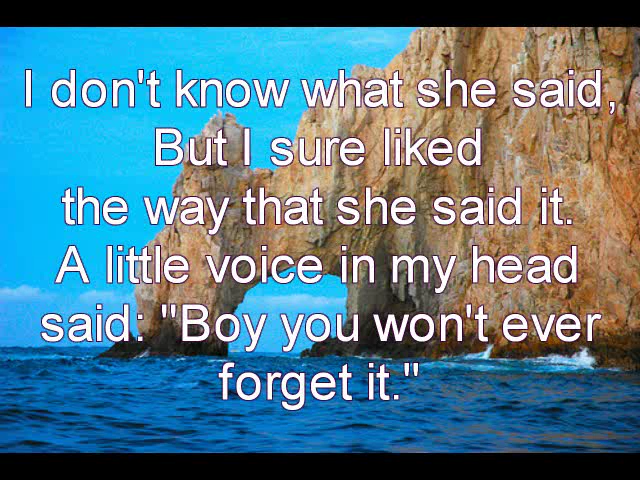 I don't know what she said,
But I sure liked
the way that she said it.
A little voice in my head
said: "Boy you won't ever
forget it."